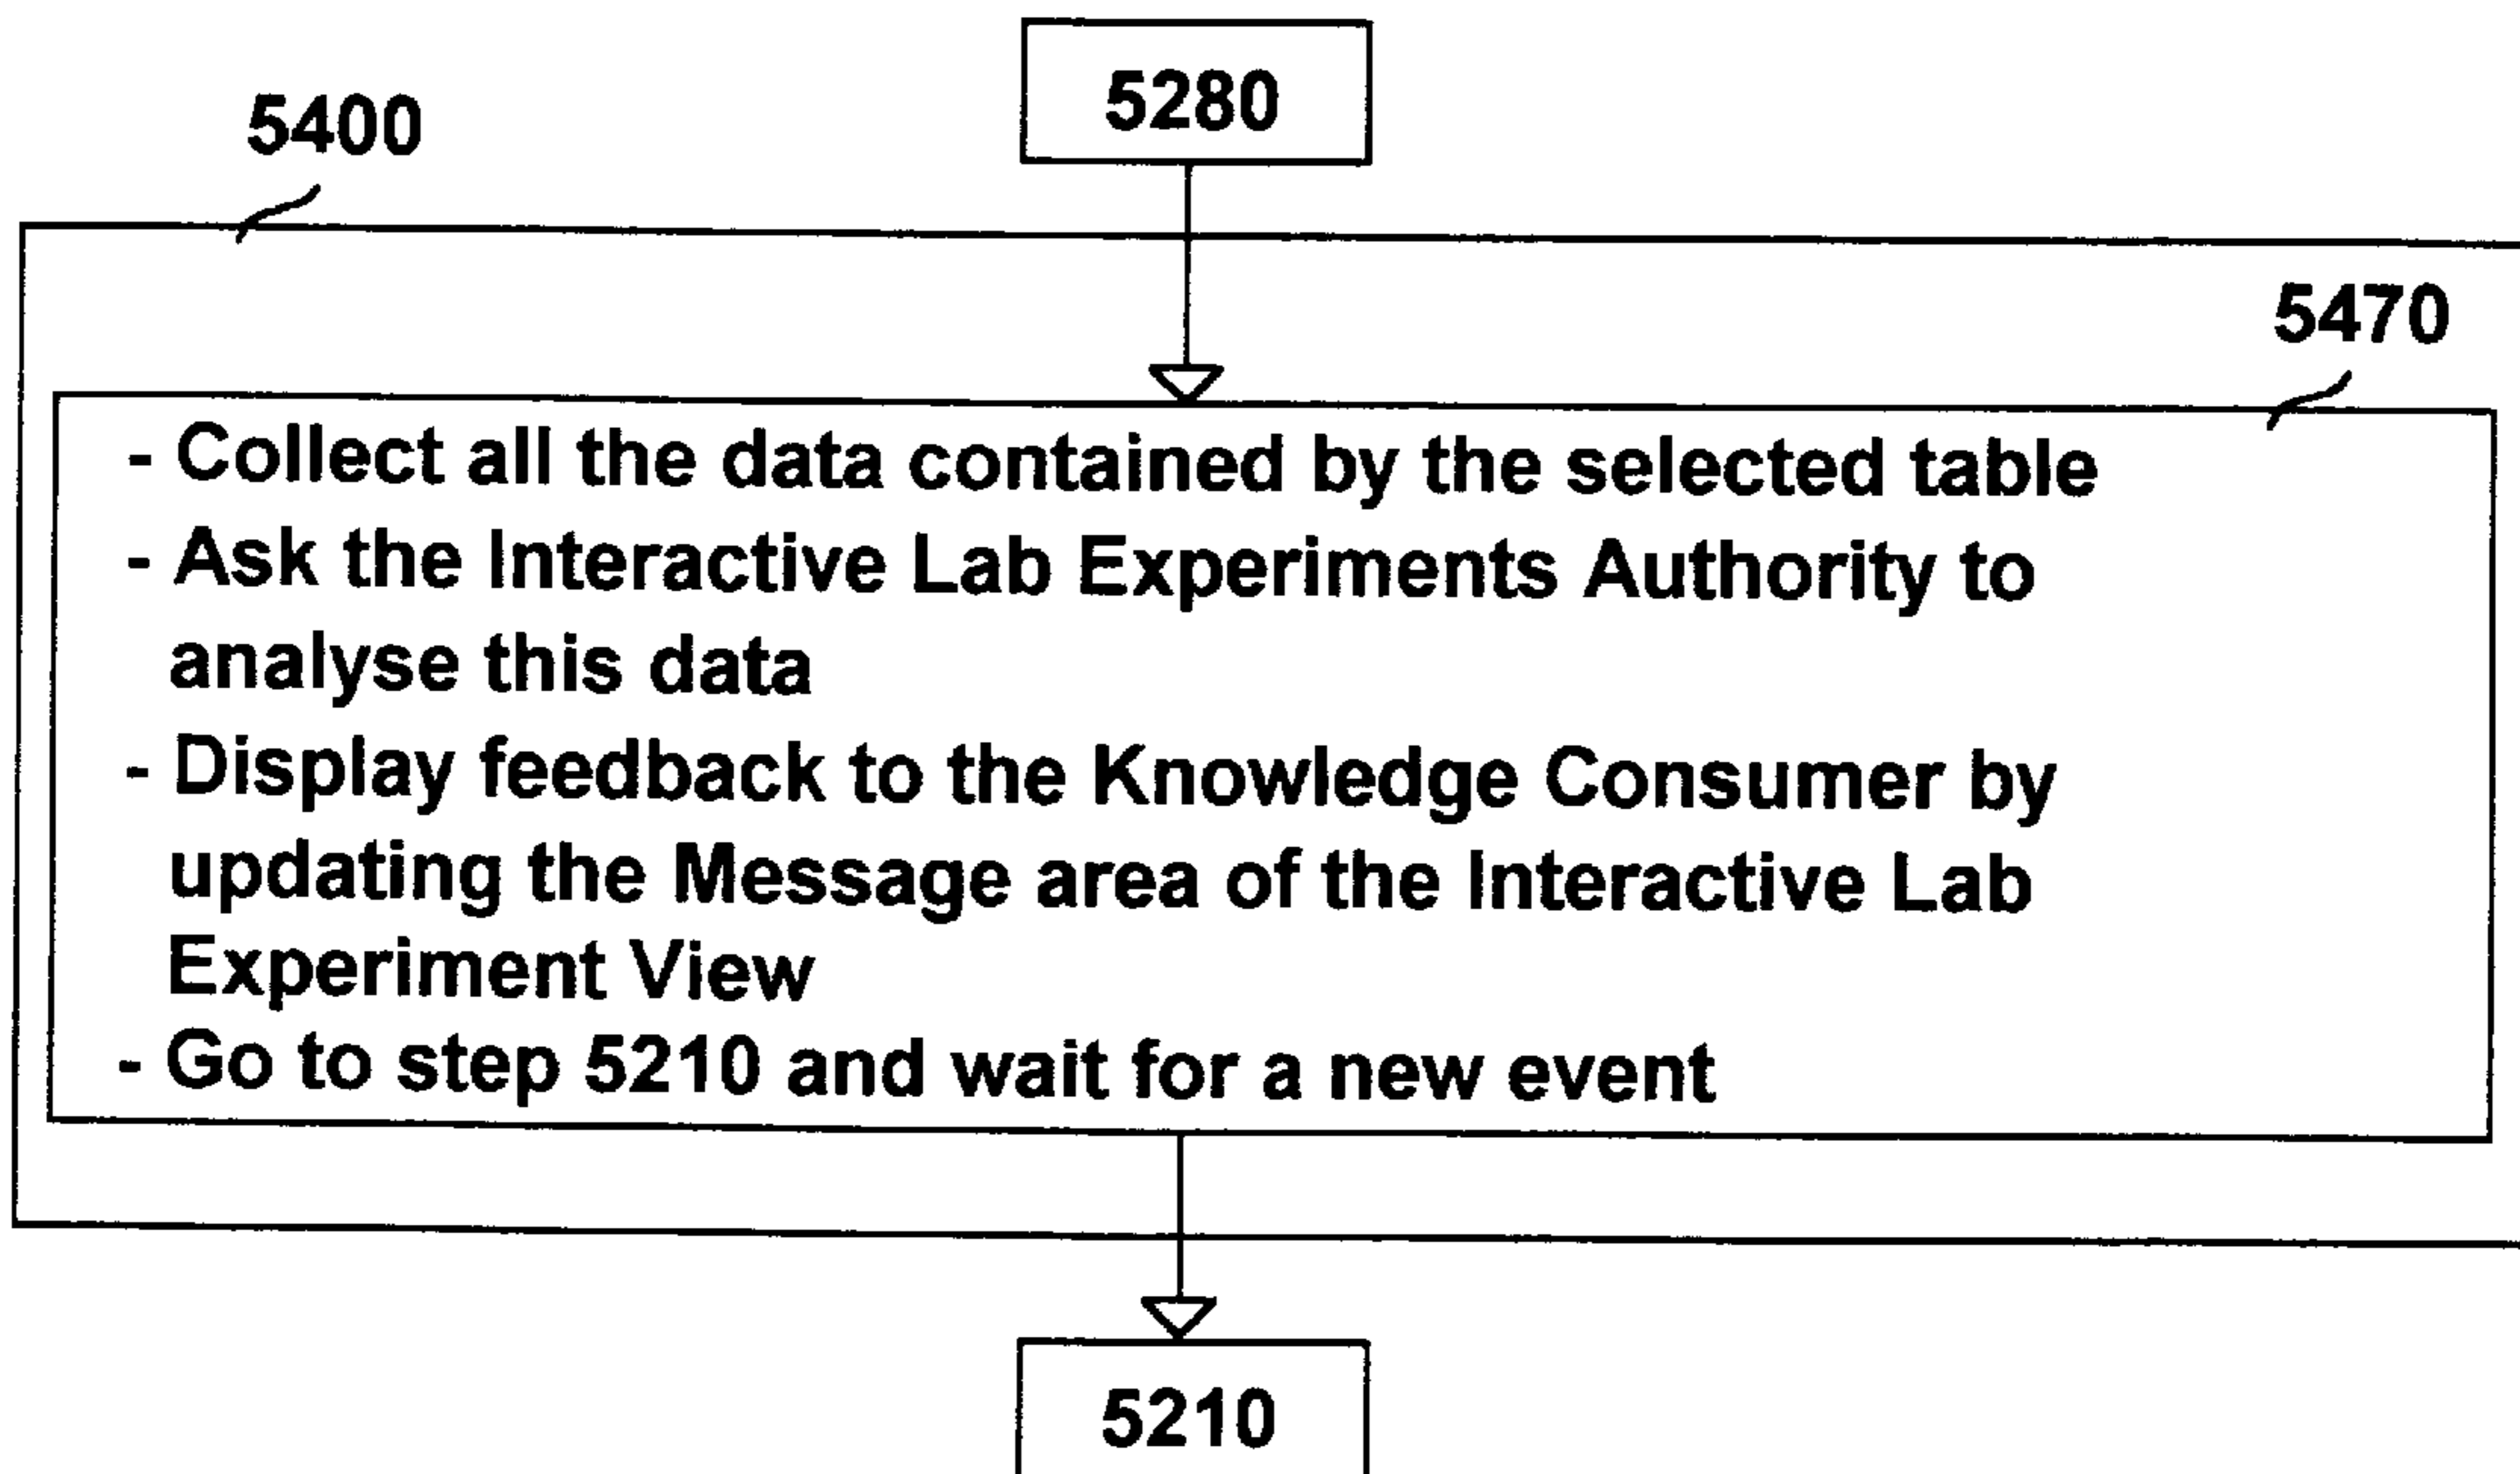 5280
5400
5470
- Collect all the data contained by the selected table
- Ask the Interactive Lab Experiments Authority to
analyse this data
- Display feedback to the Knowledge Consumer by
updating the Message area of the Interactive Lab
Experiment View
- Go to step 5210 and wait for a new event
5210